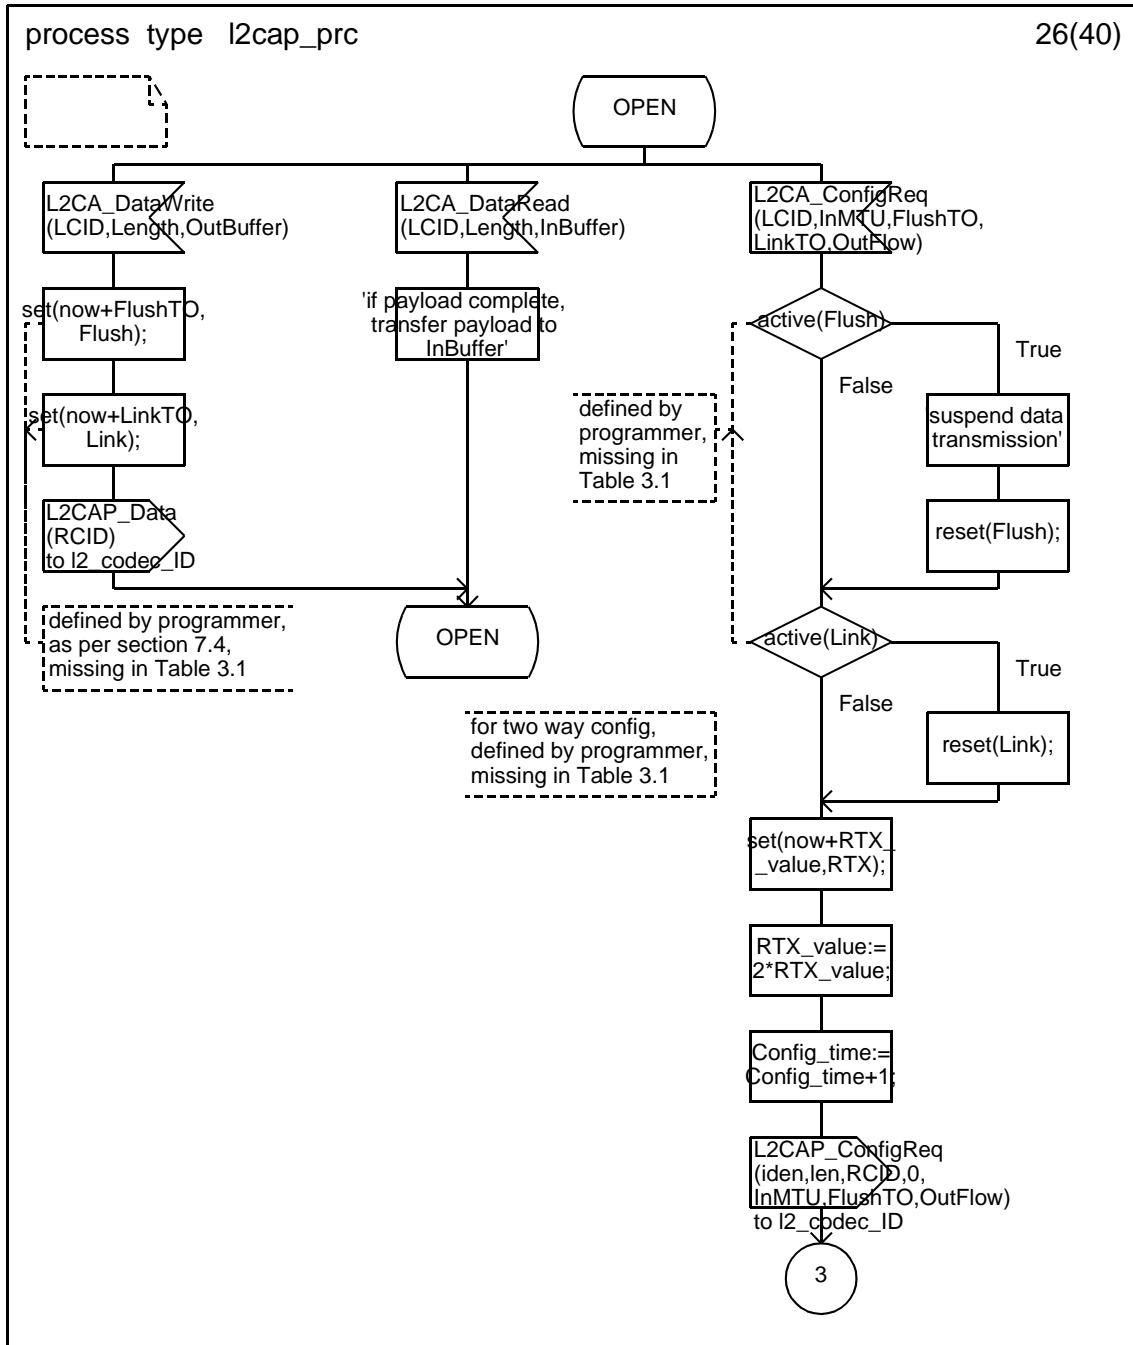 process type l2cap_prc
26(40)
OPEN
L2CA_DataWrite
(LCID,Length,OutBuffer)
L2CA_DataRead
(LCID,Length,InBuffer)
L2CA_ConfigReq
(LCID,InMTU,FlushTO,
LinkTO,OutFlow)
set(now+FlushTO,
Flush);
'if payload complete,
transfer payload to
InBuffer'
active(Flush)
True
False
defined by
programmer,
missing in
Table 3.1
suspend data
transmission'
set(now+LinkTO,
Link);
L2CAP_Data
(RCID)
to l2_codec_ID
reset(Flush);
defined by programmer,
as per section 7.4,
missing in Table 3.1
OPEN
active(Link)
True
False
for two way config,
defined by programmer,
missing in Table 3.1
reset(Link);
set(now+RTX_
_value,RTX);
RTX_value:=
2*RTX_value;
Config_time:=
Config_time+1;
L2CAP_ConfigReq
(iden,len,RCID,0,
InMTU,FlushTO,OutFlow)
to l2_codec_ID
3